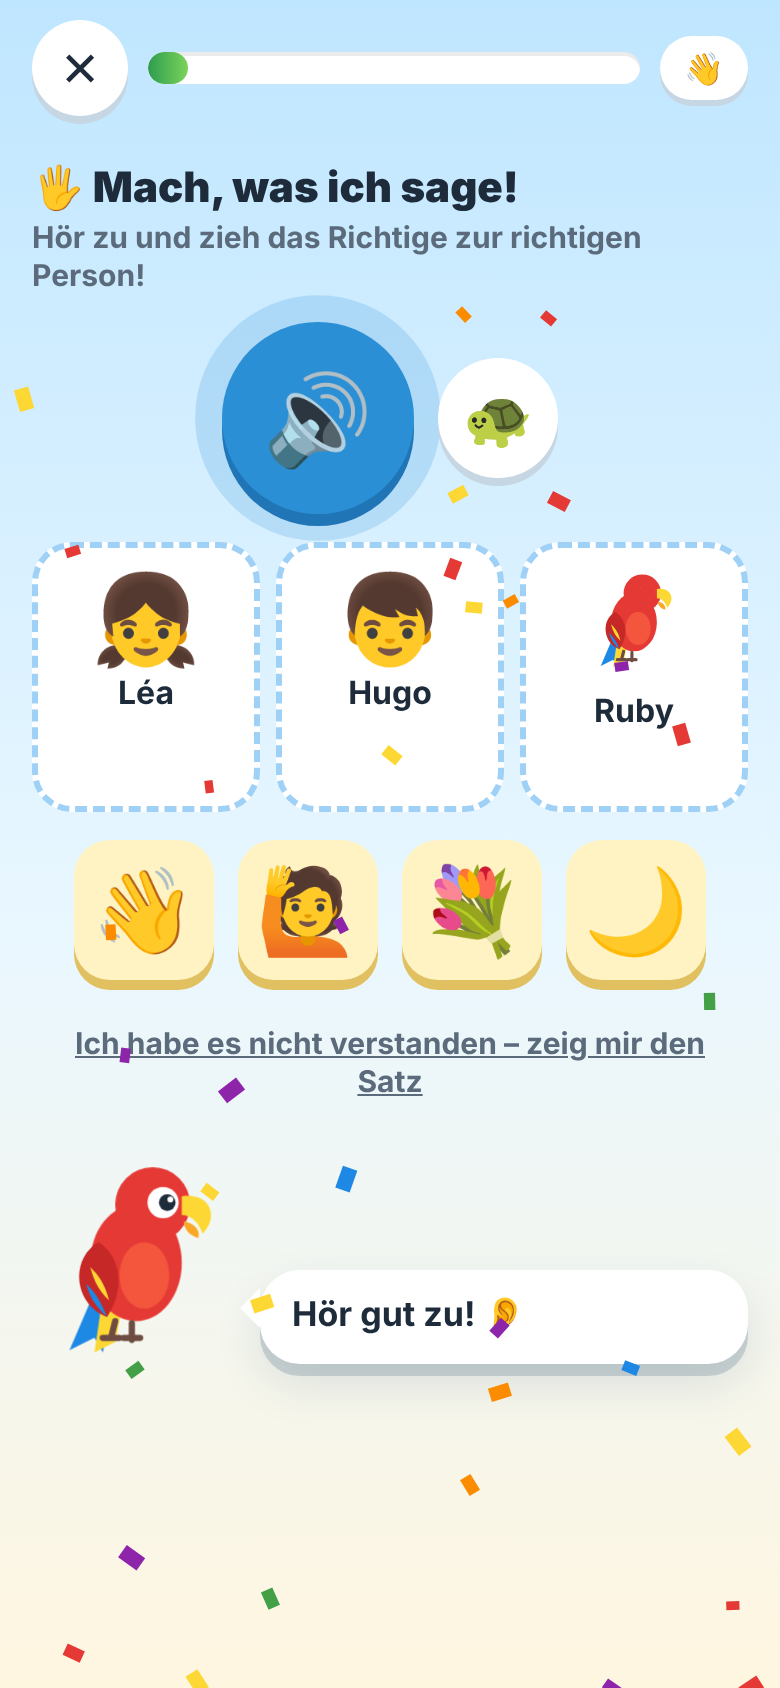 Mach, was ich sage!
Hör zu und zieh das Richtige zur richtigen
Person!
Léa
Hugo
Ruby
Ich habe es nicht verstanden – zeig mir den
Satz
Hör gut zu!